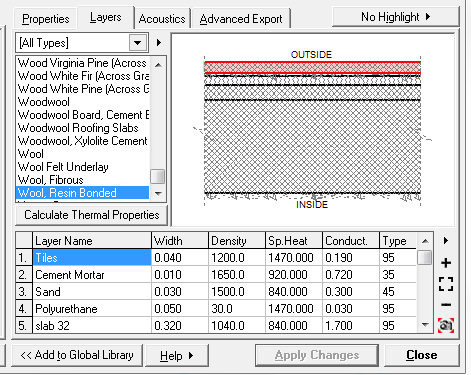 Properties Layers Acoustics Advanced Export No Highlight
[All Types]
Wood Virginia Pine (Across
Wood White Fir (Across Gra
Wood White Pine (Across G
Woodwool
Woodwool Board, Cement B
Woodwool Roofing Slabs
Woodwool, Xylolite Cement
Wool
Wool Felt Underlay
Wool, Fibrous
Wool, Resin Bonded
Calculate Thermal Properties
OUTSIDE
INSIDE
Layer Name Width Density Sp.Heat Conduct. Type
1. Tiles 0.040 1200.0 1470.000 0.190 95
2. Cement Mortar 0.010 1650.0 920.000 0.720 35
3. Sand 0.030 1500.0 840.000 0.300 45
4. Polyurethane 0.050 30.0 1470.000 0.030 95
5. slab 32 0.320 1040.0 840.000 1.700 95
<< Add to Global Library Help Apply Changes Close